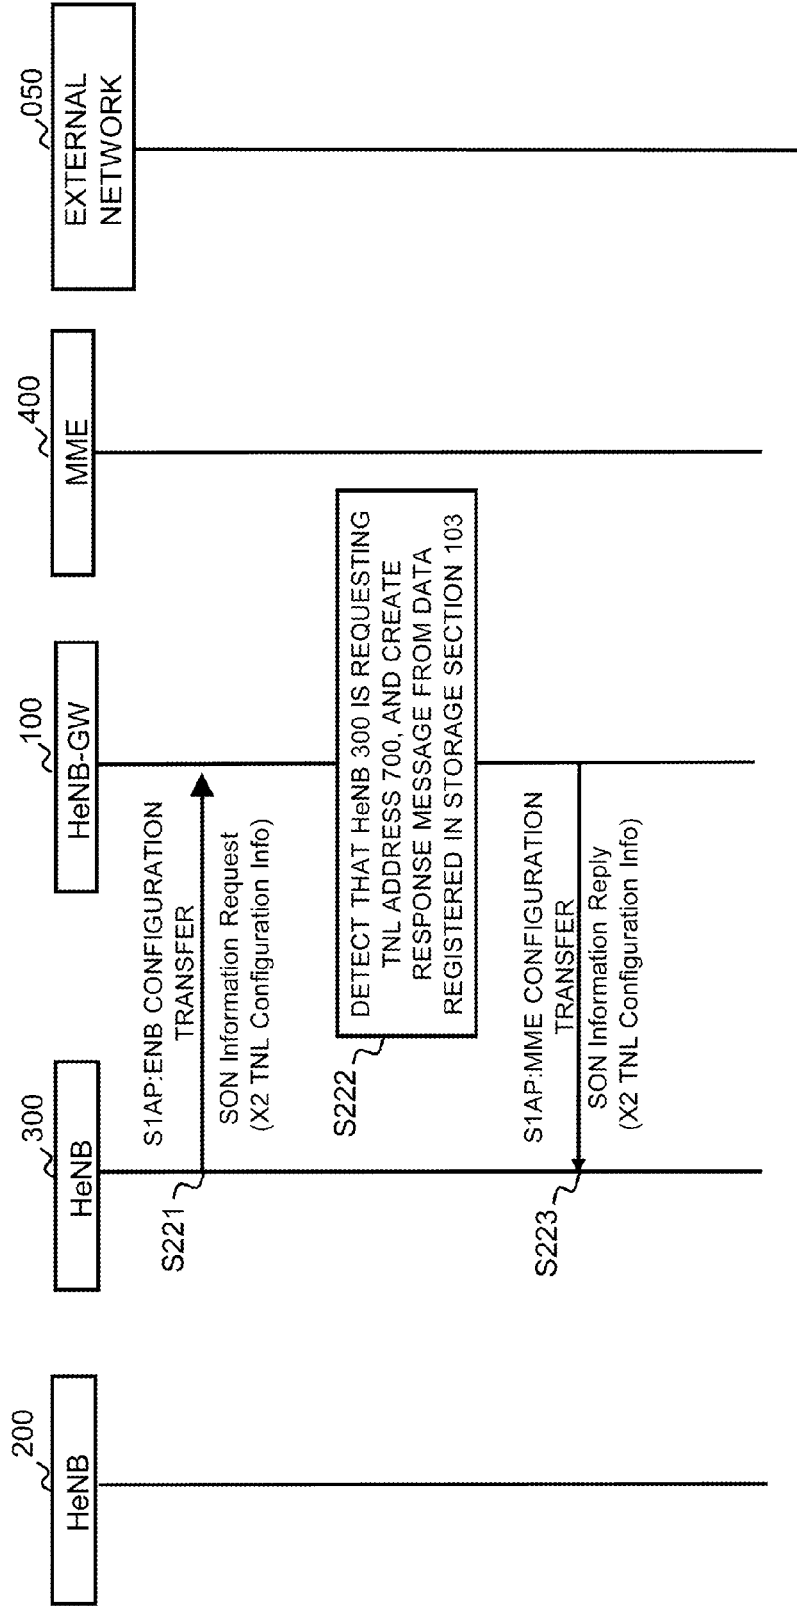 200
HeNB
300
HeNB
100
HeNB-GW
400
MME
050
EXTERNAL
NETWORK
S221
S1AP:ENB CONFIGURATION
TRANSFER
SON Information Request
(X2 TNL Configuration Info)
S222
DETECT THAT HeNB 300 IS REQUESTING
TNL ADDRESS 700, AND CREATE
RESPONSE MESSAGE FROM DATA
REGISTERED IN STORAGE SECTION 103
S223
S1AP:MME CONFIGURATION
TRANSFER
SON Information Reply
(X2 TNL Configuration Info)